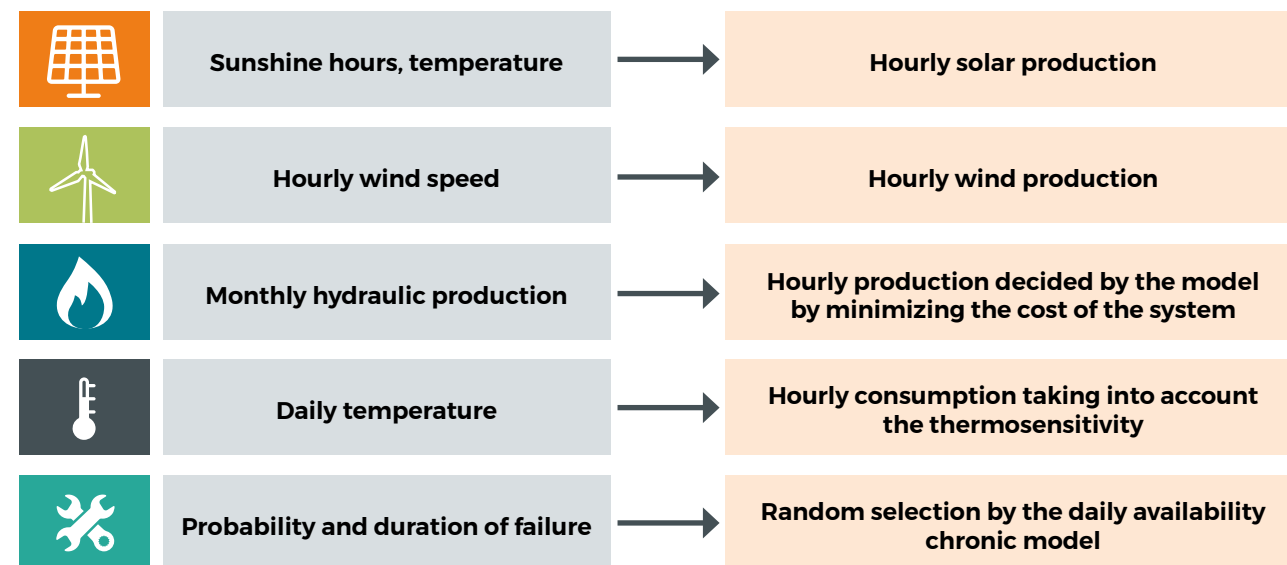 Sunshine hours, temperature
Hourly solar production
Hourly wind speed
Hourly wind production
Monthly hydraulic production
Hourly production decided by the model
by minimizing the cost of the system
Daily temperature
Hourly consumption taking into account
the thermosensitivity
Probability and duration of failure
Random selection by the daily availability
chronic model